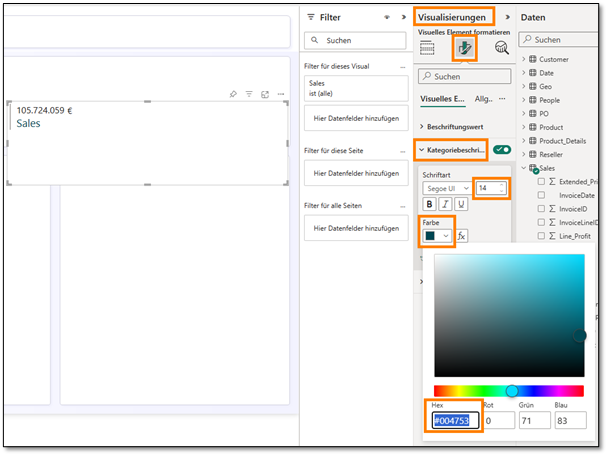 105.724.059 €
Sales
Filter
Suchen
Filter für dieses Visual ...
Sales
ist (alle)
Hier Datenfelder hinzufügen
Filter für diese Seite ...
Hier Datenfelder hinzufügen
Filter für alle Seiten ...
Hier Datenfelder hinzufügen
Visualisierungen
Visuelles Element formatieren
Suchen
Visuelles E... Allg... ...
Beschriftungswert
Kategoriebeschri...
Schriftart
Segoe UI 14
B I U
Farbe
fx
Hex Rot Grün Blau
#004753 0 71 83
Daten
Suchen
Customer
Date
Geo
People
PO
Product
Product_Details
Reseller
Sales
Extended_Pri
InvoiceDate
InvoiceID
InvoiceLineID
Line_Profit